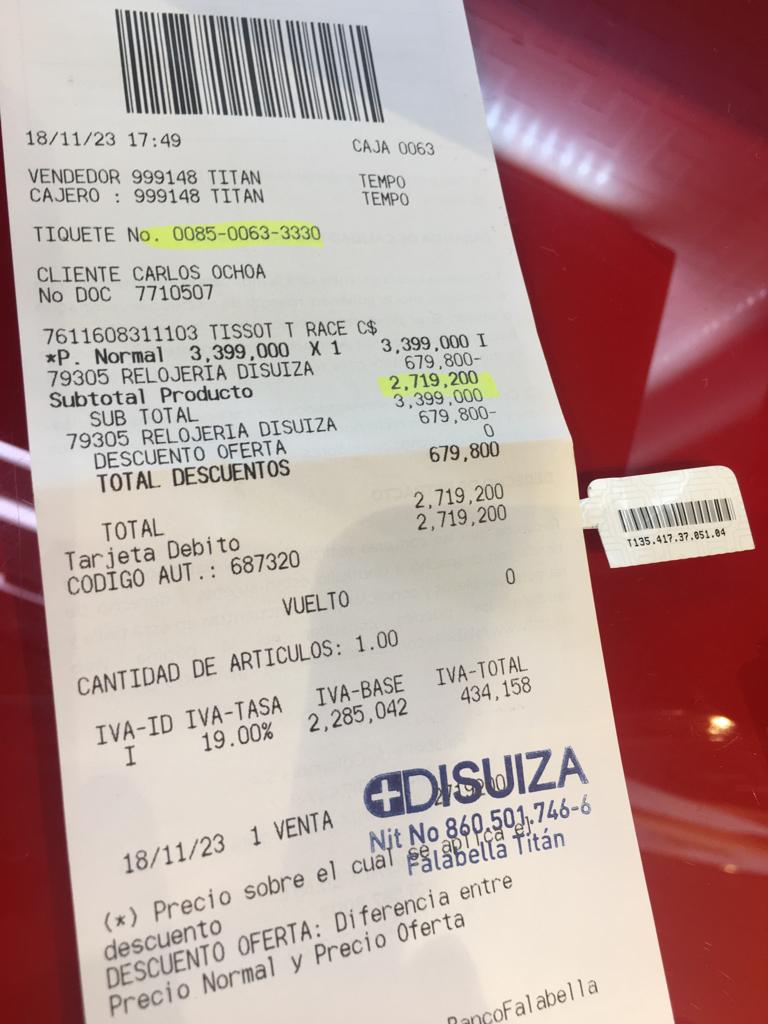 18/11/23 17:49 CAJA 0063
VENDEDOR 999148 TITAN TEMPO
CAJERO : 999148 TITAN TEMPO
TIQUETE No. 0085-0063-3330
CLIENTE CARLOS OCHOA
No DOC 7710507
7611608311103 TISSOT T RACE C$
*P. Normal 3,399,000 X 1 3,399,000 I
79305 RELOJERIA DISUIZA 679,800-
Subtotal Producto 2,719,200
SUB TOTAL 3,399,000
79305 RELOJERIA DISUIZA 679,800-
DESCUENTO OFERTA 0
TOTAL DESCUENTOS 679,800
TOTAL 2,719,200
Tarjeta Debito 2,719,200
CODIGO AUT.: 687320
VUELTO 0
CANTIDAD DE ARTICULOS: 1.00
IVA-ID IVA-TASA IVA-BASE IVA-TOTAL
I 19.00% 2,285,042 434,158
DISUIZA
Nit No 860.501.746-6
Falabella Titán
18/11/23 1 VENTA 2719200
(*) Precio sobre el cual se aplica el
descuento
DESCUENTO OFERTA: Diferencia entre
Precio Normal y Precio Oferta
BancoFalabella
T135.417.37.051.04